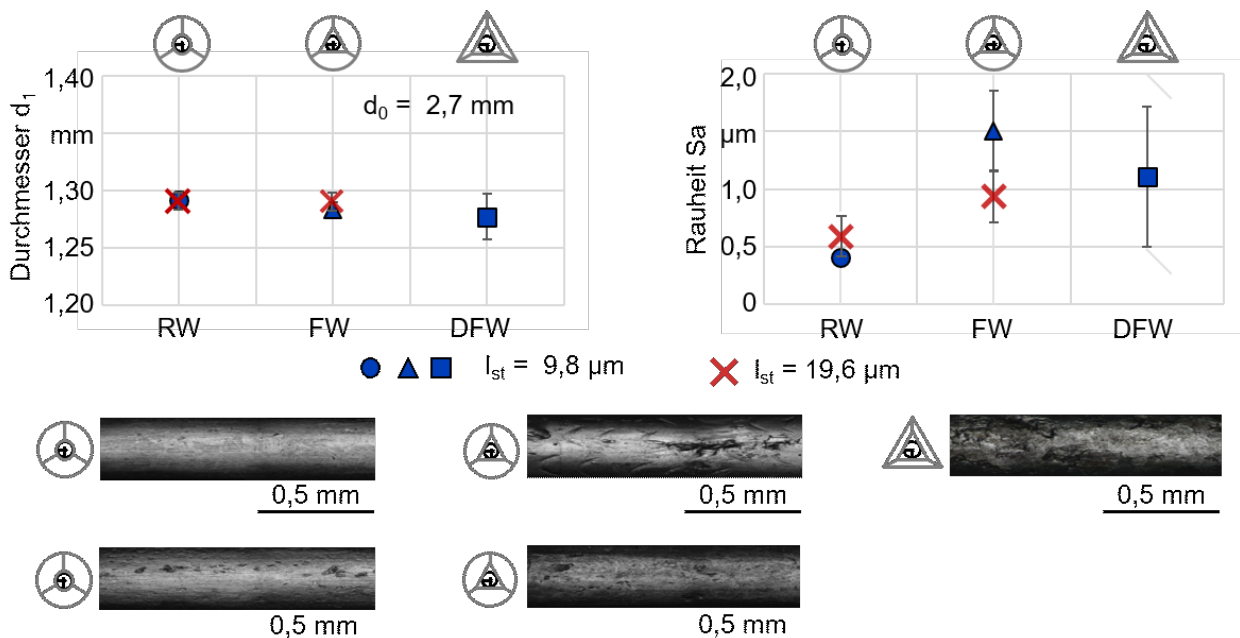 1,40
Durchmesser d₁
mm
1,30
1,25
1,20
d₀ = 2,7 mm
RW FW DFW
2,0
Rauheit Sa
µm
1,0
0,5
0
RW FW DFW
lₛₜ = 9,8 µm
lₛₜ = 19,6 µm
0,5 mm
0,5 mm
0,5 mm
0,5 mm
0,5 mm